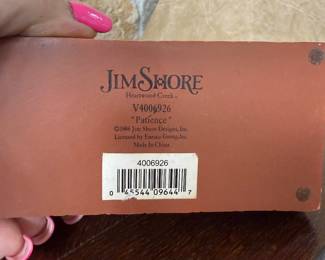 JIM SHORE
Heartwood Creek™
V4006926
"Patience"
©2006 Jim Shore Designs, Inc.
Licensed by Enesco Group, Inc.
Made In China
4006926
0 45544 09644 7